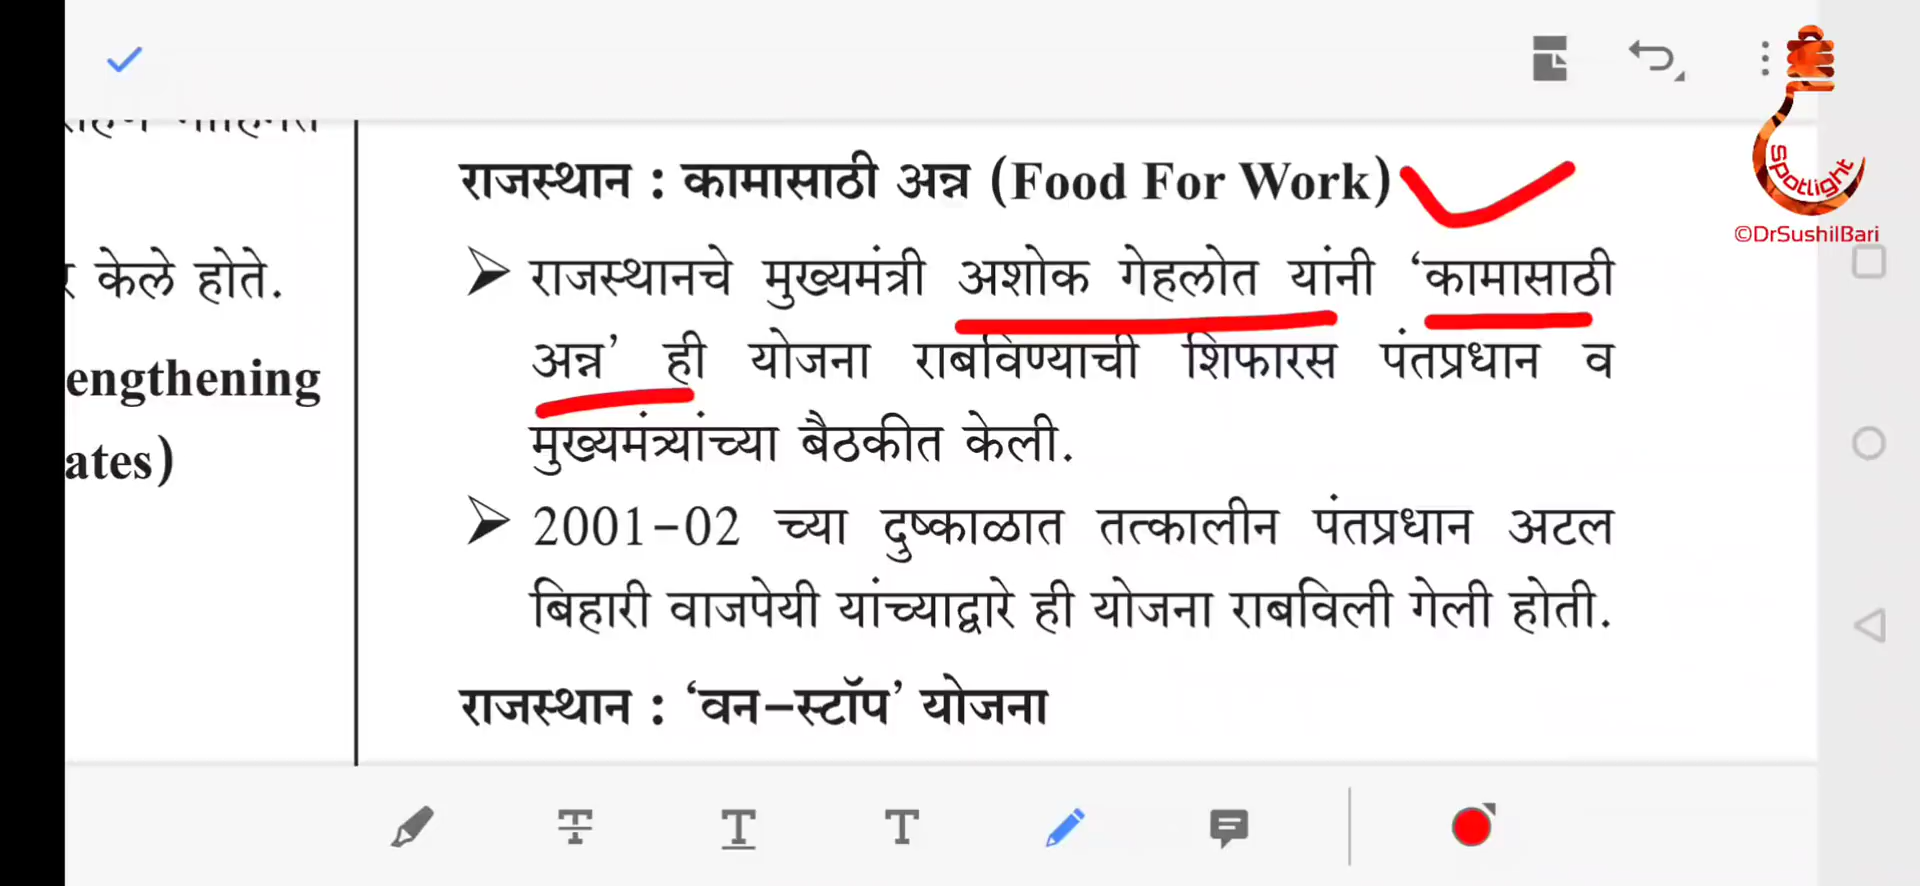 Spotlight
©DrSushilBari
र केले होते.
engthening
ates)
राजस्थान : कामासाठी अन्न (Food For Work)
➤ राजस्थानचे मुख्यमंत्री अशोक गेहलोत यांनी ‘कामासाठी
अन्न’ ही योजना राबविण्याची शिफारस पंतप्रधान व
मुख्यमंत्र्यांच्या बैठकीत केली.
➤ 2001-02 च्या दुष्काळात तत्कालीन पंतप्रधान अटल
बिहारी वाजपेयी यांच्याद्वारे ही योजना राबविली गेली होती.
राजस्थान : ‘वन-स्टॉप’ योजना